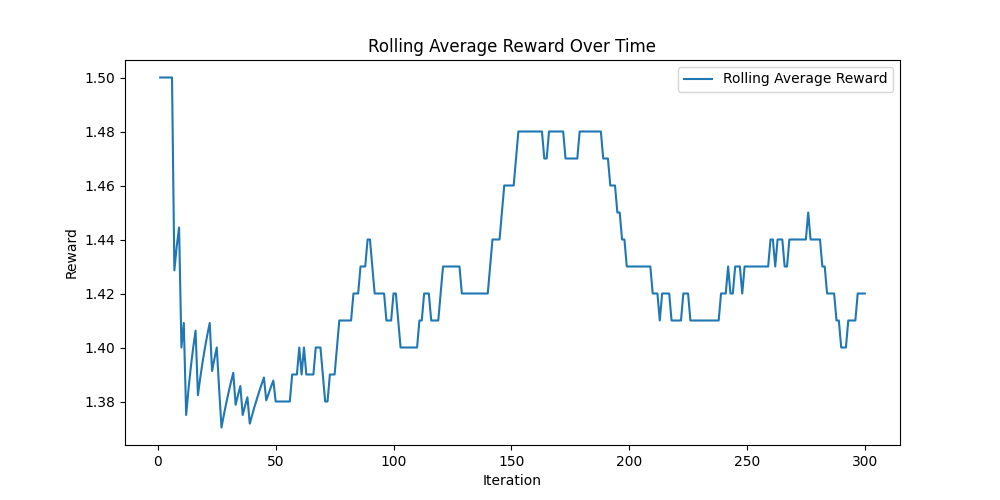 Rolling Average Reward Over Time
Rolling Average Reward
1.50
1.48
1.46
1.44
1.42
1.40
1.38
Reward
0 50 100 150 200 250 300
Iteration